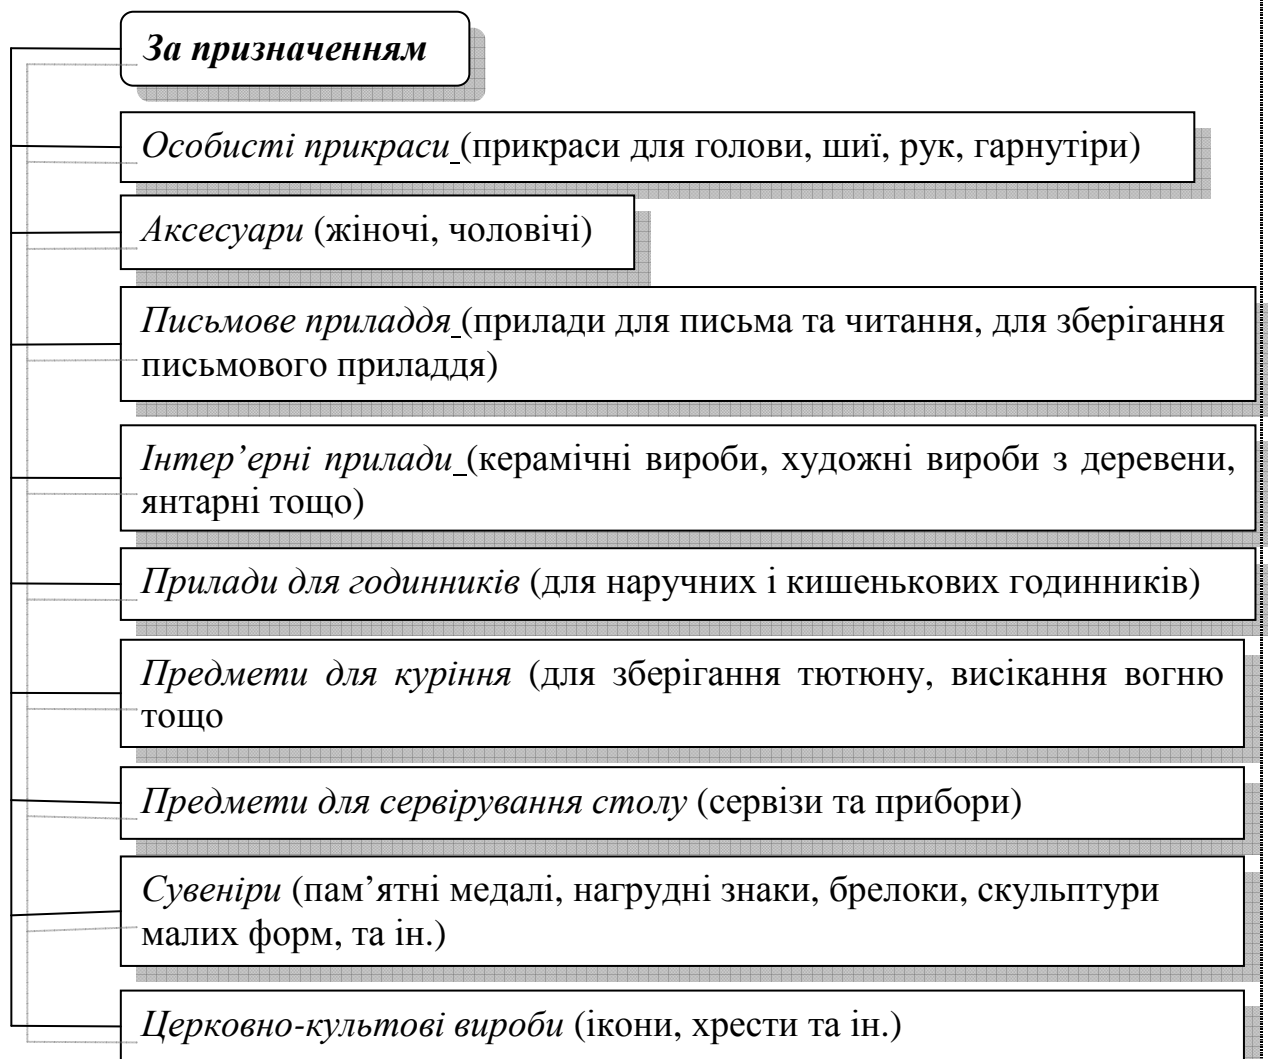 За призначенням
Особисті прикраси (прикраси для голови, шиї, рук, гарнутіри)
Аксесуари (жіночі, чоловічі)
Письмове приладдя (прилади для письма та читання, для зберігання
письмового приладдя)
Інтер’ерні прилади (керамічні вироби, художні вироби з деревени,
янтарні тощо)
Прилади для годинників (для наручних і кишенькових годинників)
Предмети для куріння (для зберігання тютюну, висікання вогню
тощо
Предмети для сервірування столу (сервізи та прибори)
Сувеніри (пам’ятні медалі, нагрудні знаки, брелоки, скульптури
малих форм, та ін.)
Церковно-культові вироби (ікони, хрести та ін.)